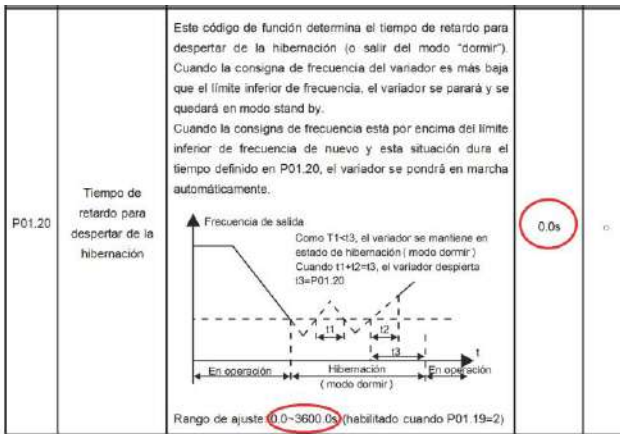 Este código de función determina el tiempo de retardo para
despertar de la hibernación (o salir del modo "dormir").
Cuando la consigna de frecuencia del variador es más baja
que el límite inferior de frecuencia, el variador se parará y se
quedará en modo stand by.
Cuando la consigna de frecuencia está por encima del límite
inferior de frecuencia de nuevo y esta situación dura el
tiempo definido en P01.20, el variador se pondrá en marcha
automáticamente.
P01.20
Tiempo de
retardo para
despertar de la
hibernación
Frecuencia de salida
Como T1<t3, el variador se mantiene en
estado de hibernación ( modo dormir )
Cuando t1+t2=t3, el variador despierta
t3=P01.20
t1
t2
t3
t
En operación
Hibernación
( modo dormir )
En operación
Rango de ajuste: 0.0~3600.0s (habilitado cuando P01.19=2)
0.0s
○